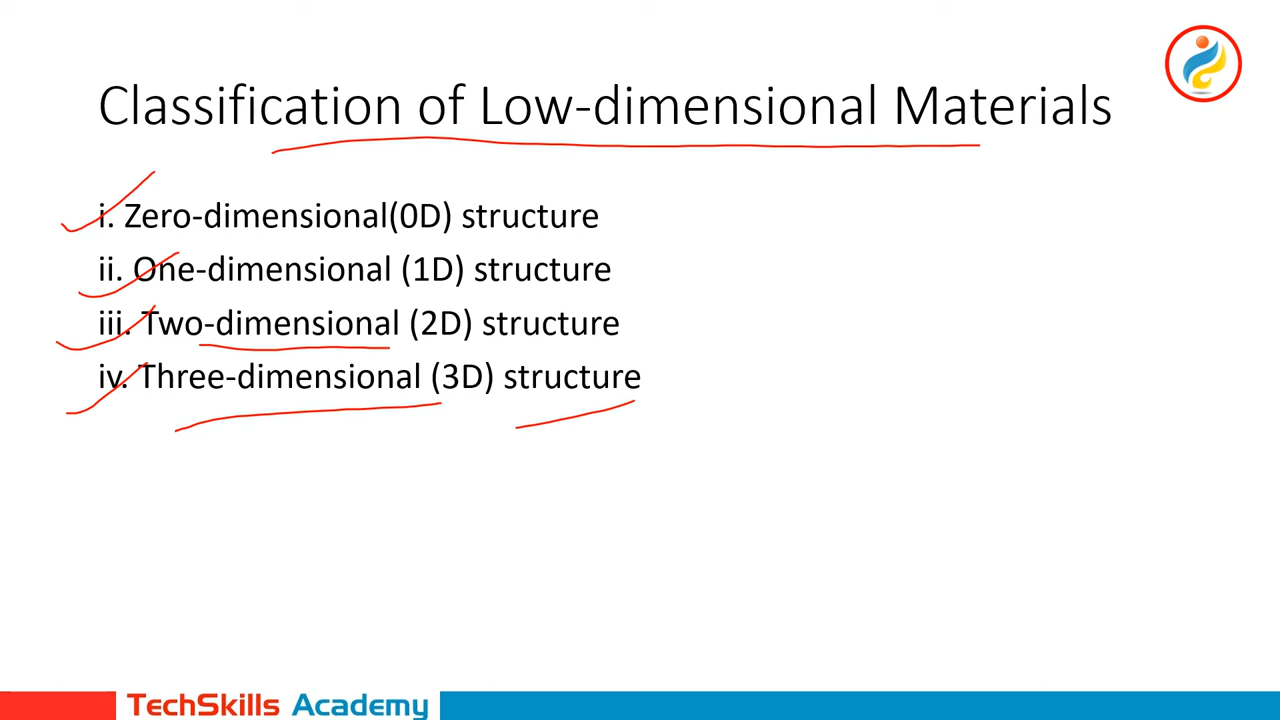 Classification of Low-dimensional Materials
i. Zero-dimensional(0D) structure
ii. One-dimensional (1D) structure
iii. Two-dimensional (2D) structure
iv. Three-dimensional (3D) structure
TechSkills Academy